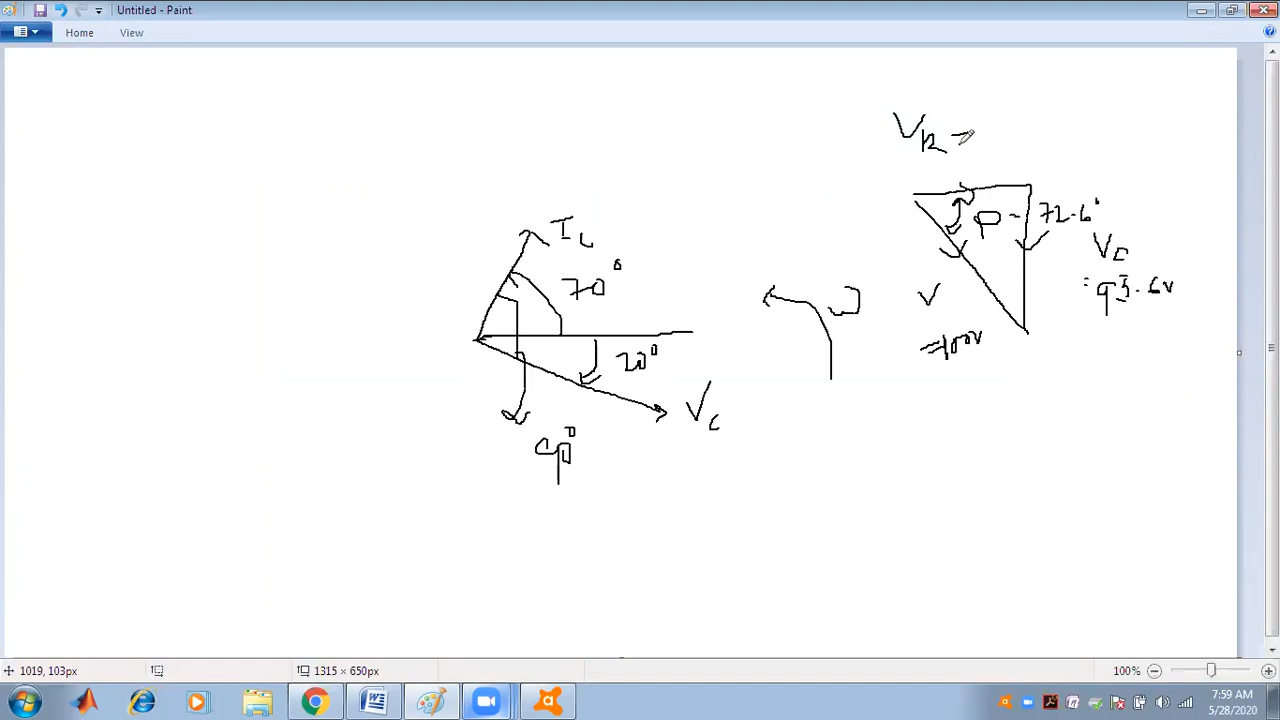 Untitled - Paint
Home View
V_R =
72.6°
V_C
= 93.6V
V
=100V
I_L
70°
20°
V_C
90°
1019, 103px
1315 × 650px
100%
7:59 AM
5/28/2020